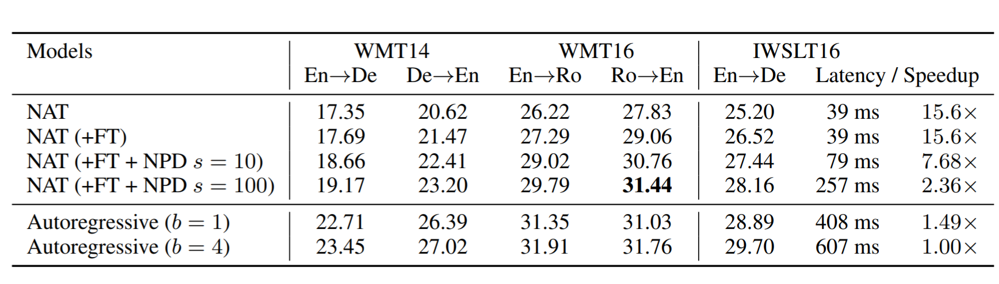 Models WMT14 WMT16 IWSLT16
En→De De→En En→Ro Ro→En En→De Latency / Speedup
NAT 17.35 20.62 26.22 27.83 25.20 39 ms 15.6×
NAT (+FT) 17.69 21.47 27.29 29.06 26.52 39 ms 15.6×
NAT (+FT + NPD s = 10) 18.66 22.41 29.02 30.76 27.44 79 ms 7.68×
NAT (+FT + NPD s = 100) 19.17 23.20 29.79 31.44 28.16 257 ms 2.36×
Autoregressive (b = 1) 22.71 26.39 31.35 31.03 28.89 408 ms 1.49×
Autoregressive (b = 4) 23.45 27.02 31.91 31.76 29.70 607 ms 1.00×